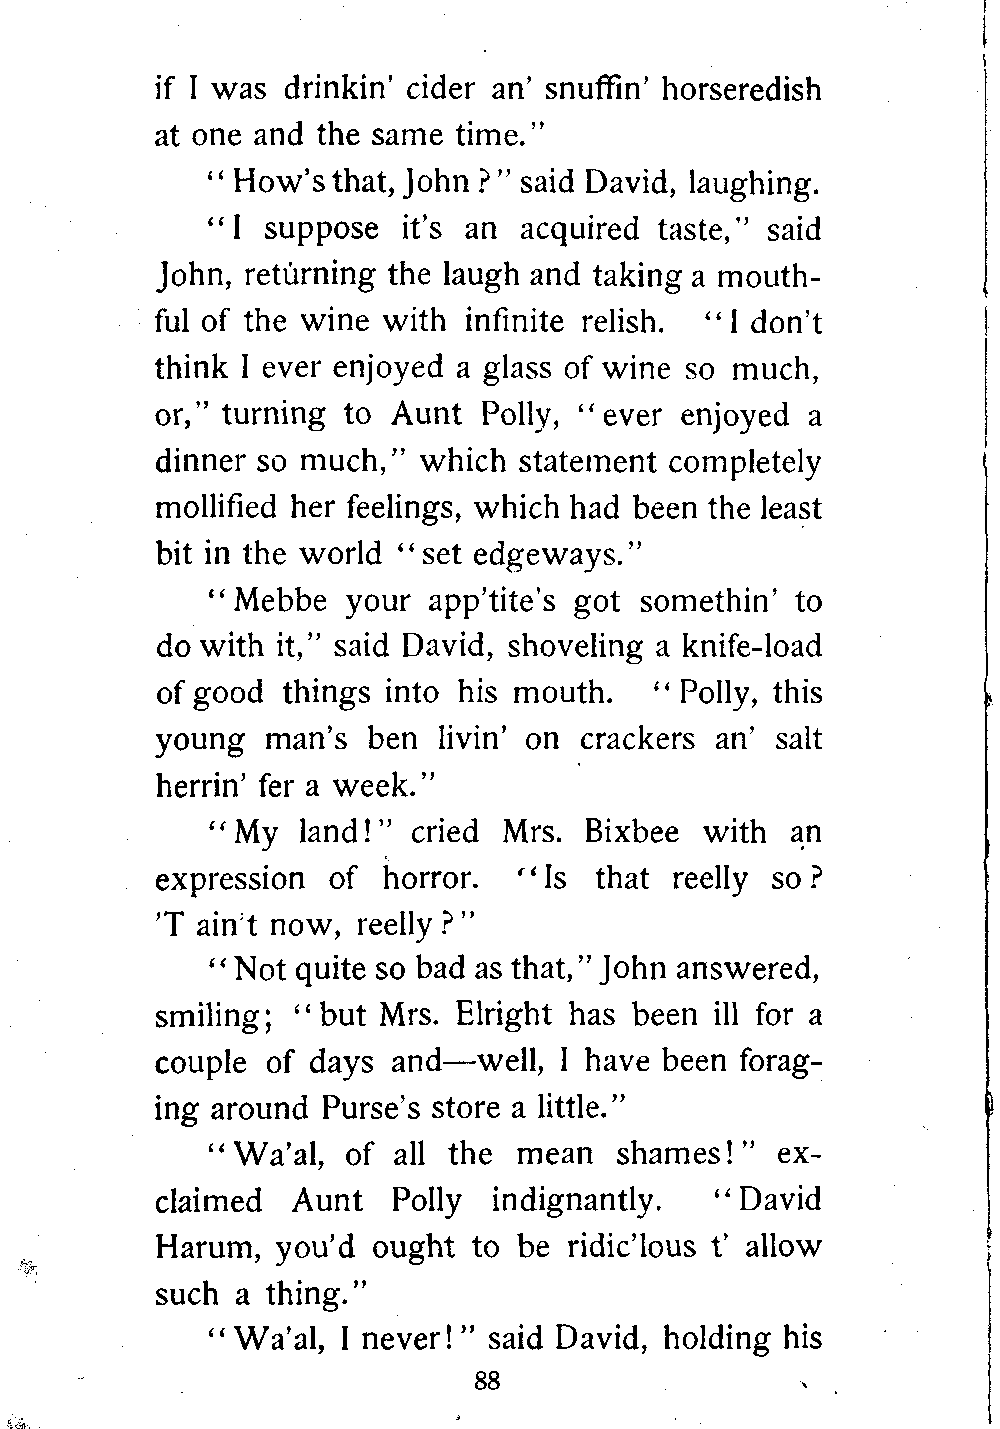 if I was drinkin' cider an' snuffin' horseredish
at one and the same time."
"How's that, John?" said David, laughing.
"I suppose it's an acquired taste," said
John, returning the laugh and taking a mouth-
ful of the wine with infinite relish. "I don't
think I ever enjoyed a glass of wine so much,
or," turning to Aunt Polly, "ever enjoyed a
dinner so much," which statement completely
mollified her feelings, which had been the least
bit in the world "set edgeways."
"Mebbe your app'tite's got somethin' to
do with it," said David, shoveling a knife-load
of good things into his mouth. "Polly, this
young man's ben livin' on crackers an' salt
herrin' fer a week."
"My land!" cried Mrs. Bixbee with an
expression of horror. "Is that reelly so?
'T ain't now, reelly?"
"Not quite so bad as that," John answered,
smiling; "but Mrs. Elright has been ill for a
couple of days and—well, I have been forag-
ing around Purse's store a little."
"Wa'al, of all the mean shames!" ex-
claimed Aunt Polly indignantly. "David
Harum, you'd ought to be ridic'lous t' allow
such a thing."
"Wa'al, I never!" said David, holding his
88